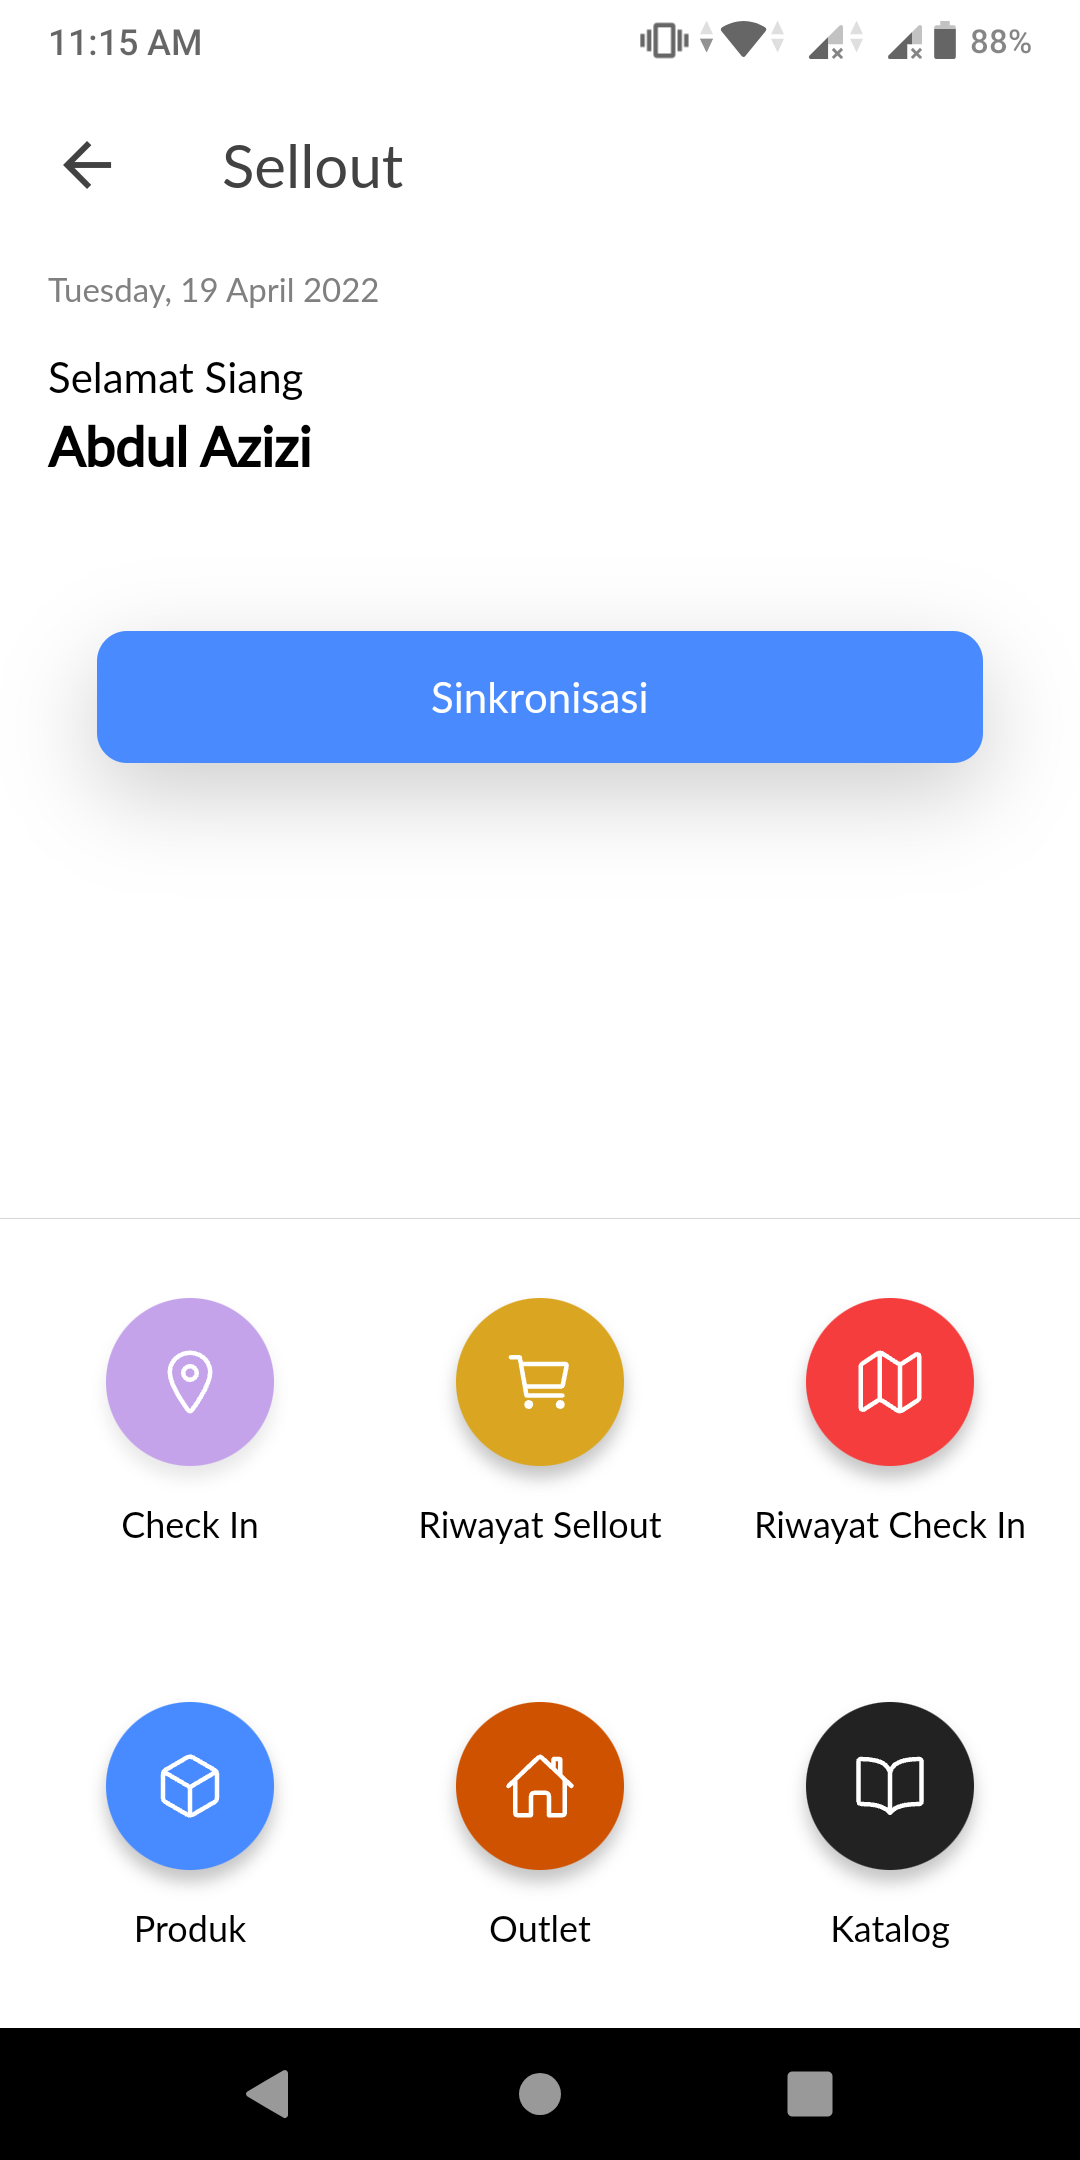 11:15 AM 88%
Sellout
Tuesday, 19 April 2022
Selamat Siang
Abdul Azizi
Sinkronisasi
Check In Riwayat Sellout Riwayat Check In
Produk Outlet Katalog